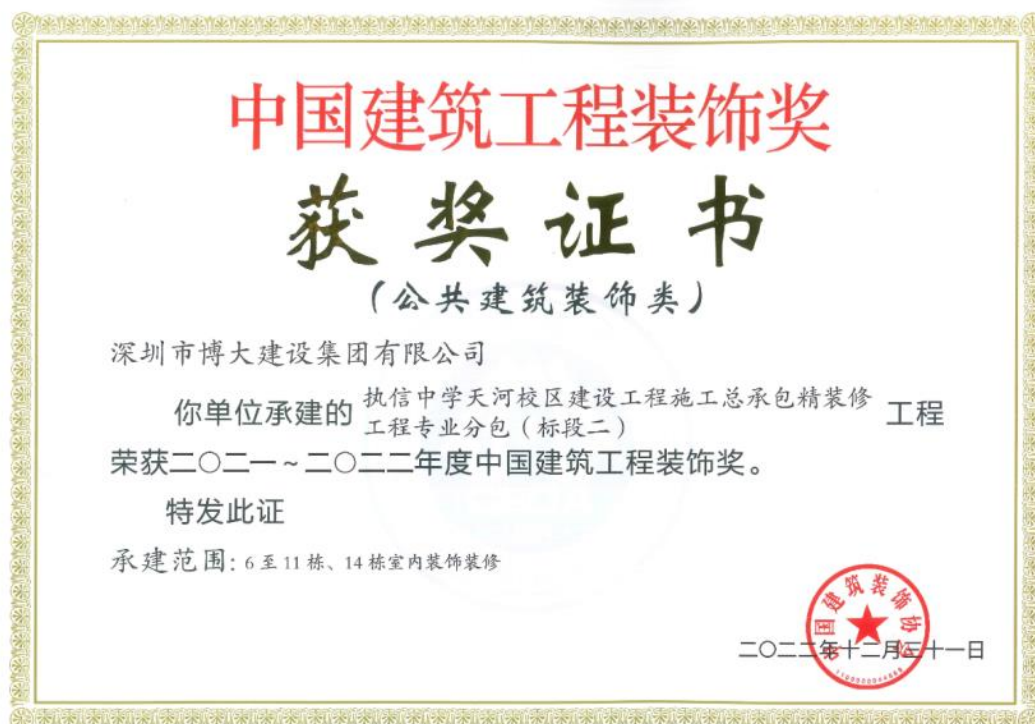 中国建筑工程装饰奖
获奖证书
（公共建筑装饰类）
深圳市博大建设集团有限公司
你单位承建的 执信中学天河校区建设工程施工总承包精装修工程专业分包（标段二） 工程
荣获二〇二一～二〇二二年度中国建筑工程装饰奖。
特发此证
承建范围：6 至 11 栋、14 栋室内装饰装修
中国建筑装饰协会
二〇二二年十二月三十一日